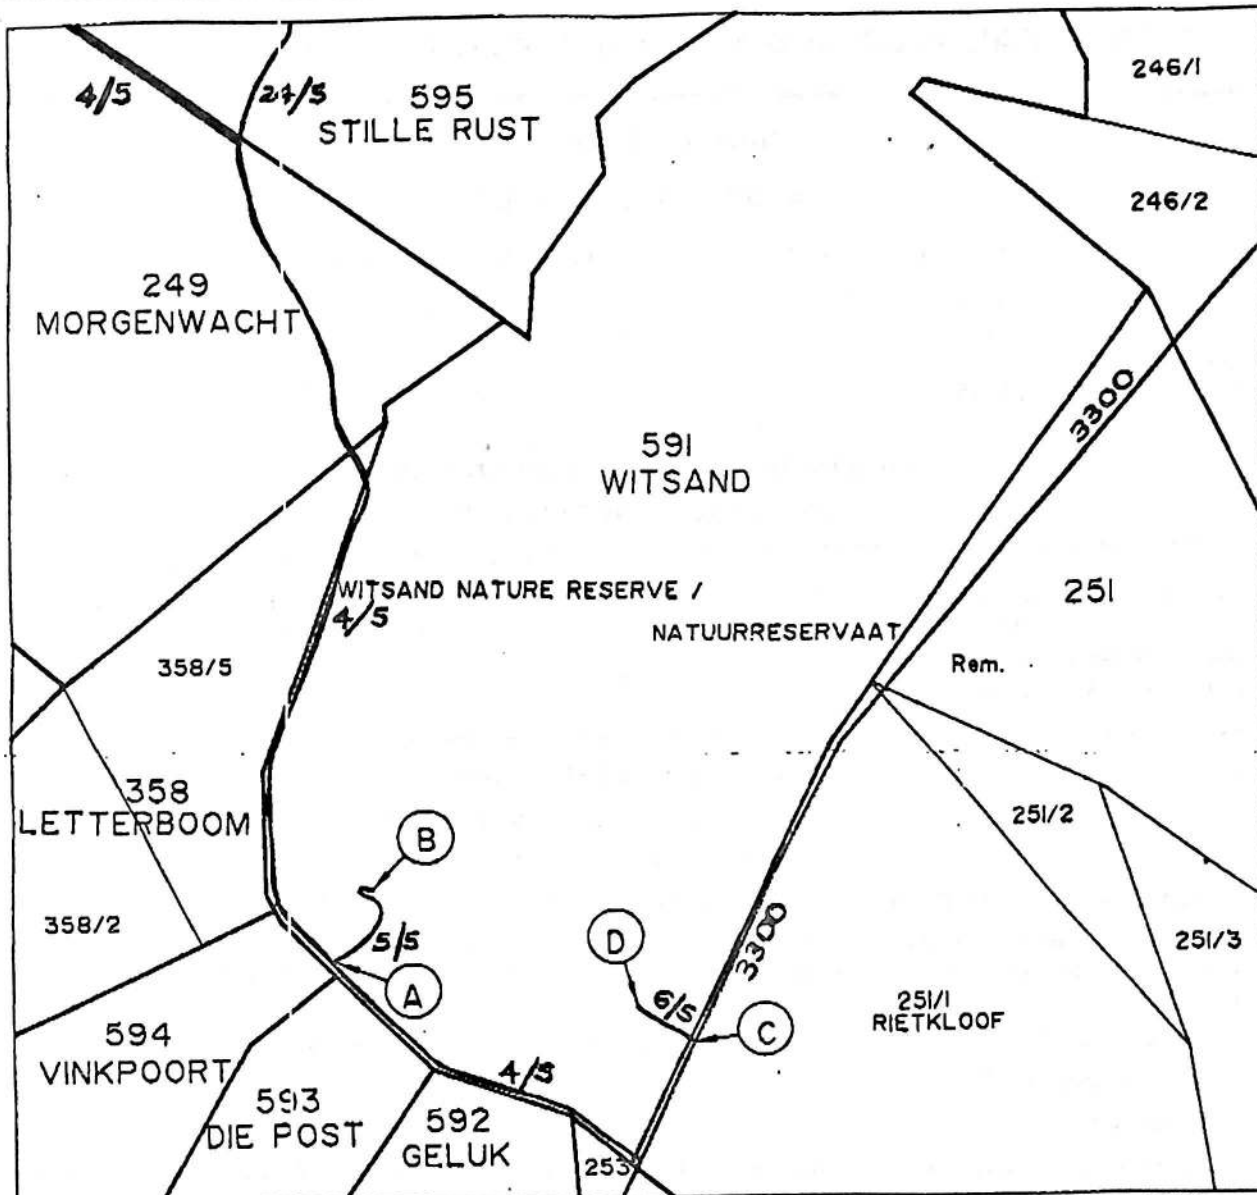 246/1
4/5
595
STILLE RUST
246/2
249
MORGENWACHT
3300
591
WITSAND
WITSAND NATURE RESERVE /
4/5
NATUURRESERVAAT
251
Rem.
358/5
358
LETTERBOOM
251/2
B
358/2
5/5
D
3300
251/3
A
6/5
C
251/1
RIETKLOOF
594
VINKPOORT
4/5
593
DIE POST
592
GELUK
253